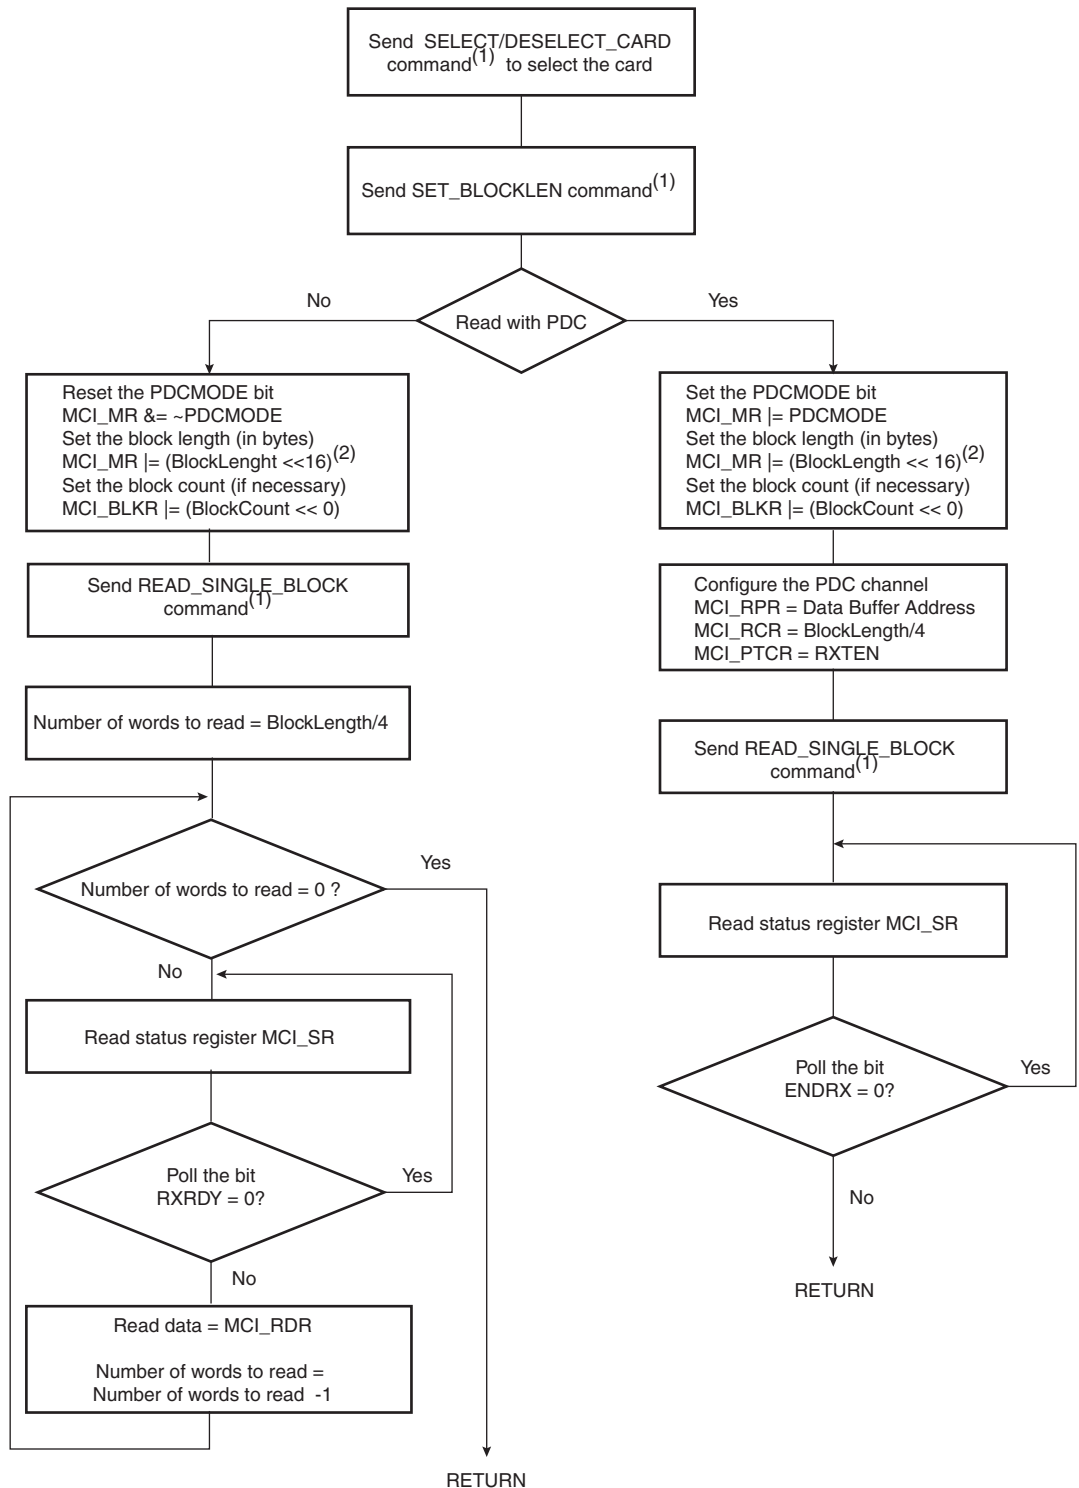 Send SELECT/DESELECT_CARD
command(1) to select the card
Send SET_BLOCKLEN command(1)
No
Read with PDC
Yes
Reset the PDCMODE bit
MCI_MR &= ~PDCMODE
Set the block length (in bytes)
MCI_MR |= (BlockLenght <<16)(2)
Set the block count (if necessary)
MCI_BLKR |= (BlockCount << 0)
Send READ_SINGLE_BLOCK
command(1)
Number of words to read = BlockLength/4
Number of words to read = 0 ?
Yes
No
Read status register MCI_SR
Poll the bit
RXRDY = 0?
Yes
No
Read data = MCI_RDR
Number of words to read =
Number of words to read -1
RETURN
Set the PDCMODE bit
MCI_MR |= PDCMODE
Set the block length (in bytes)
MCI_MR |= (BlockLength << 16)(2)
Set the block count (if necessary)
MCI_BLKR |= (BlockCount << 0)
Configure the PDC channel
MCI_RPR = Data Buffer Address
MCI_RCR = BlockLength/4
MCI_PTCR = RXTEN
Send READ_SINGLE_BLOCK
command(1)
Read status register MCI_SR
Poll the bit
ENDRX = 0?
Yes
No
RETURN